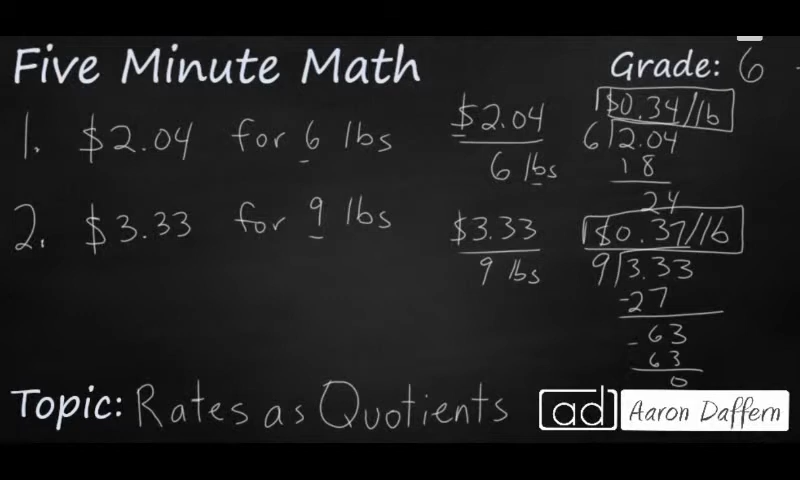 Five Minute Math
Grade: 6
1. $2.04 for 6 lbs
$2.04
6 lbs
$0.34/lb
6 2.04
18
24
2. $3.33 for 9 lbs
$3.33
9 lbs
$0.37/lb
9 3.33
-27
-63
63
0
Topic: Rates as Quotients
ad Aaron Daffern